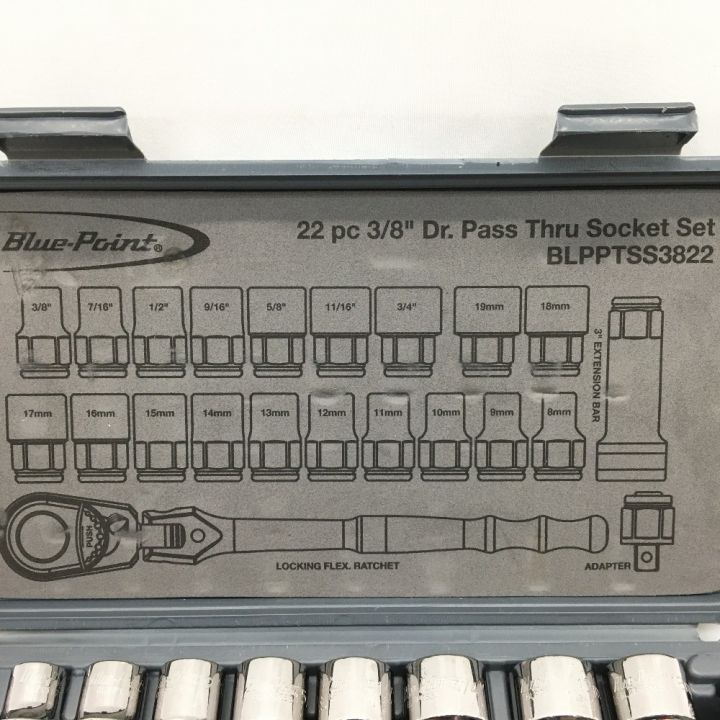 Blue-Point®
22 pc 3/8" Dr. Pass Thru Socket Set
BLPPTSS3822
3/8" 7/16" 1/2" 9/16" 5/8" 11/16" 3/4" 19mm 18mm
3" EXTENSION BAR
17mm 16mm 15mm 14mm 13mm 12mm 11mm 10mm 9mm 8mm
PUSH
LOCKING FLEX. RATCHET
ADAPTER